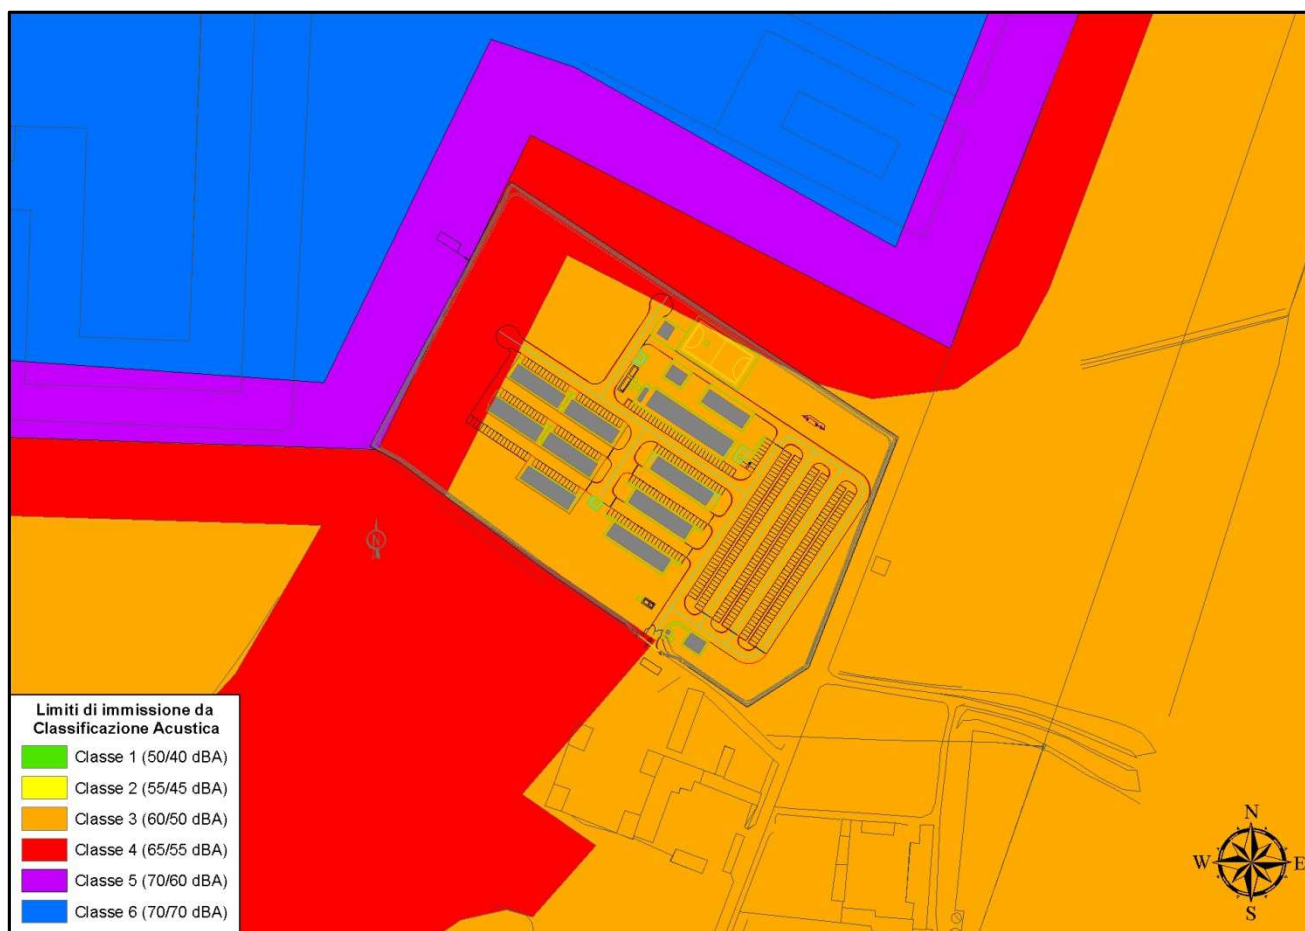 N
Limiti di immissione da
Classificazione Acustica
Classe 1 (50/40 dBA)
Classe 2 (55/45 dBA)
Classe 3 (60/50 dBA)
Classe 4 (65/55 dBA)
Classe 5 (70/60 dBA)
Classe 6 (70/70 dBA)
N
W E
S